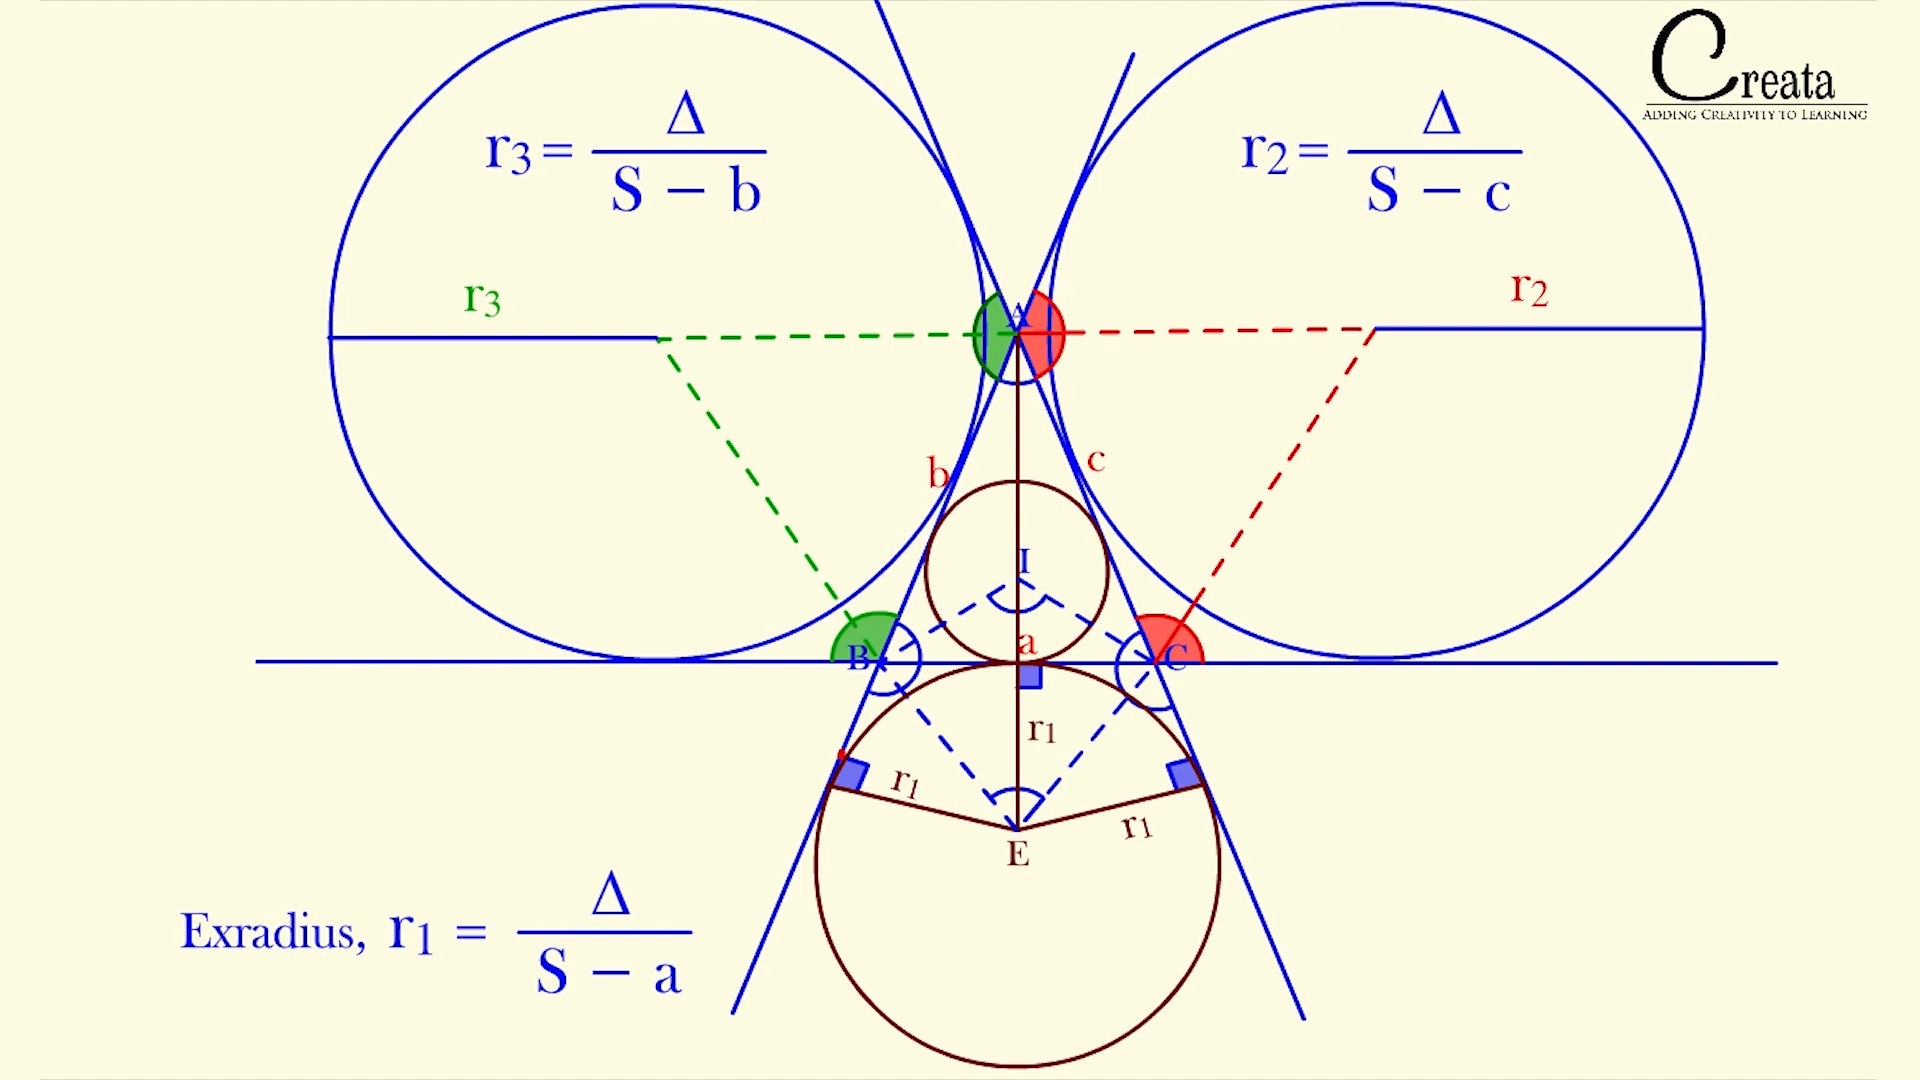 Creata
Adding Creativity to Learning
r3 = Δ / S − b
r2 = Δ / S − c
r3
r2
A
b
c
I
a
B
C
r1
r1
r1
E
Exradius, r1 = Δ / S − a